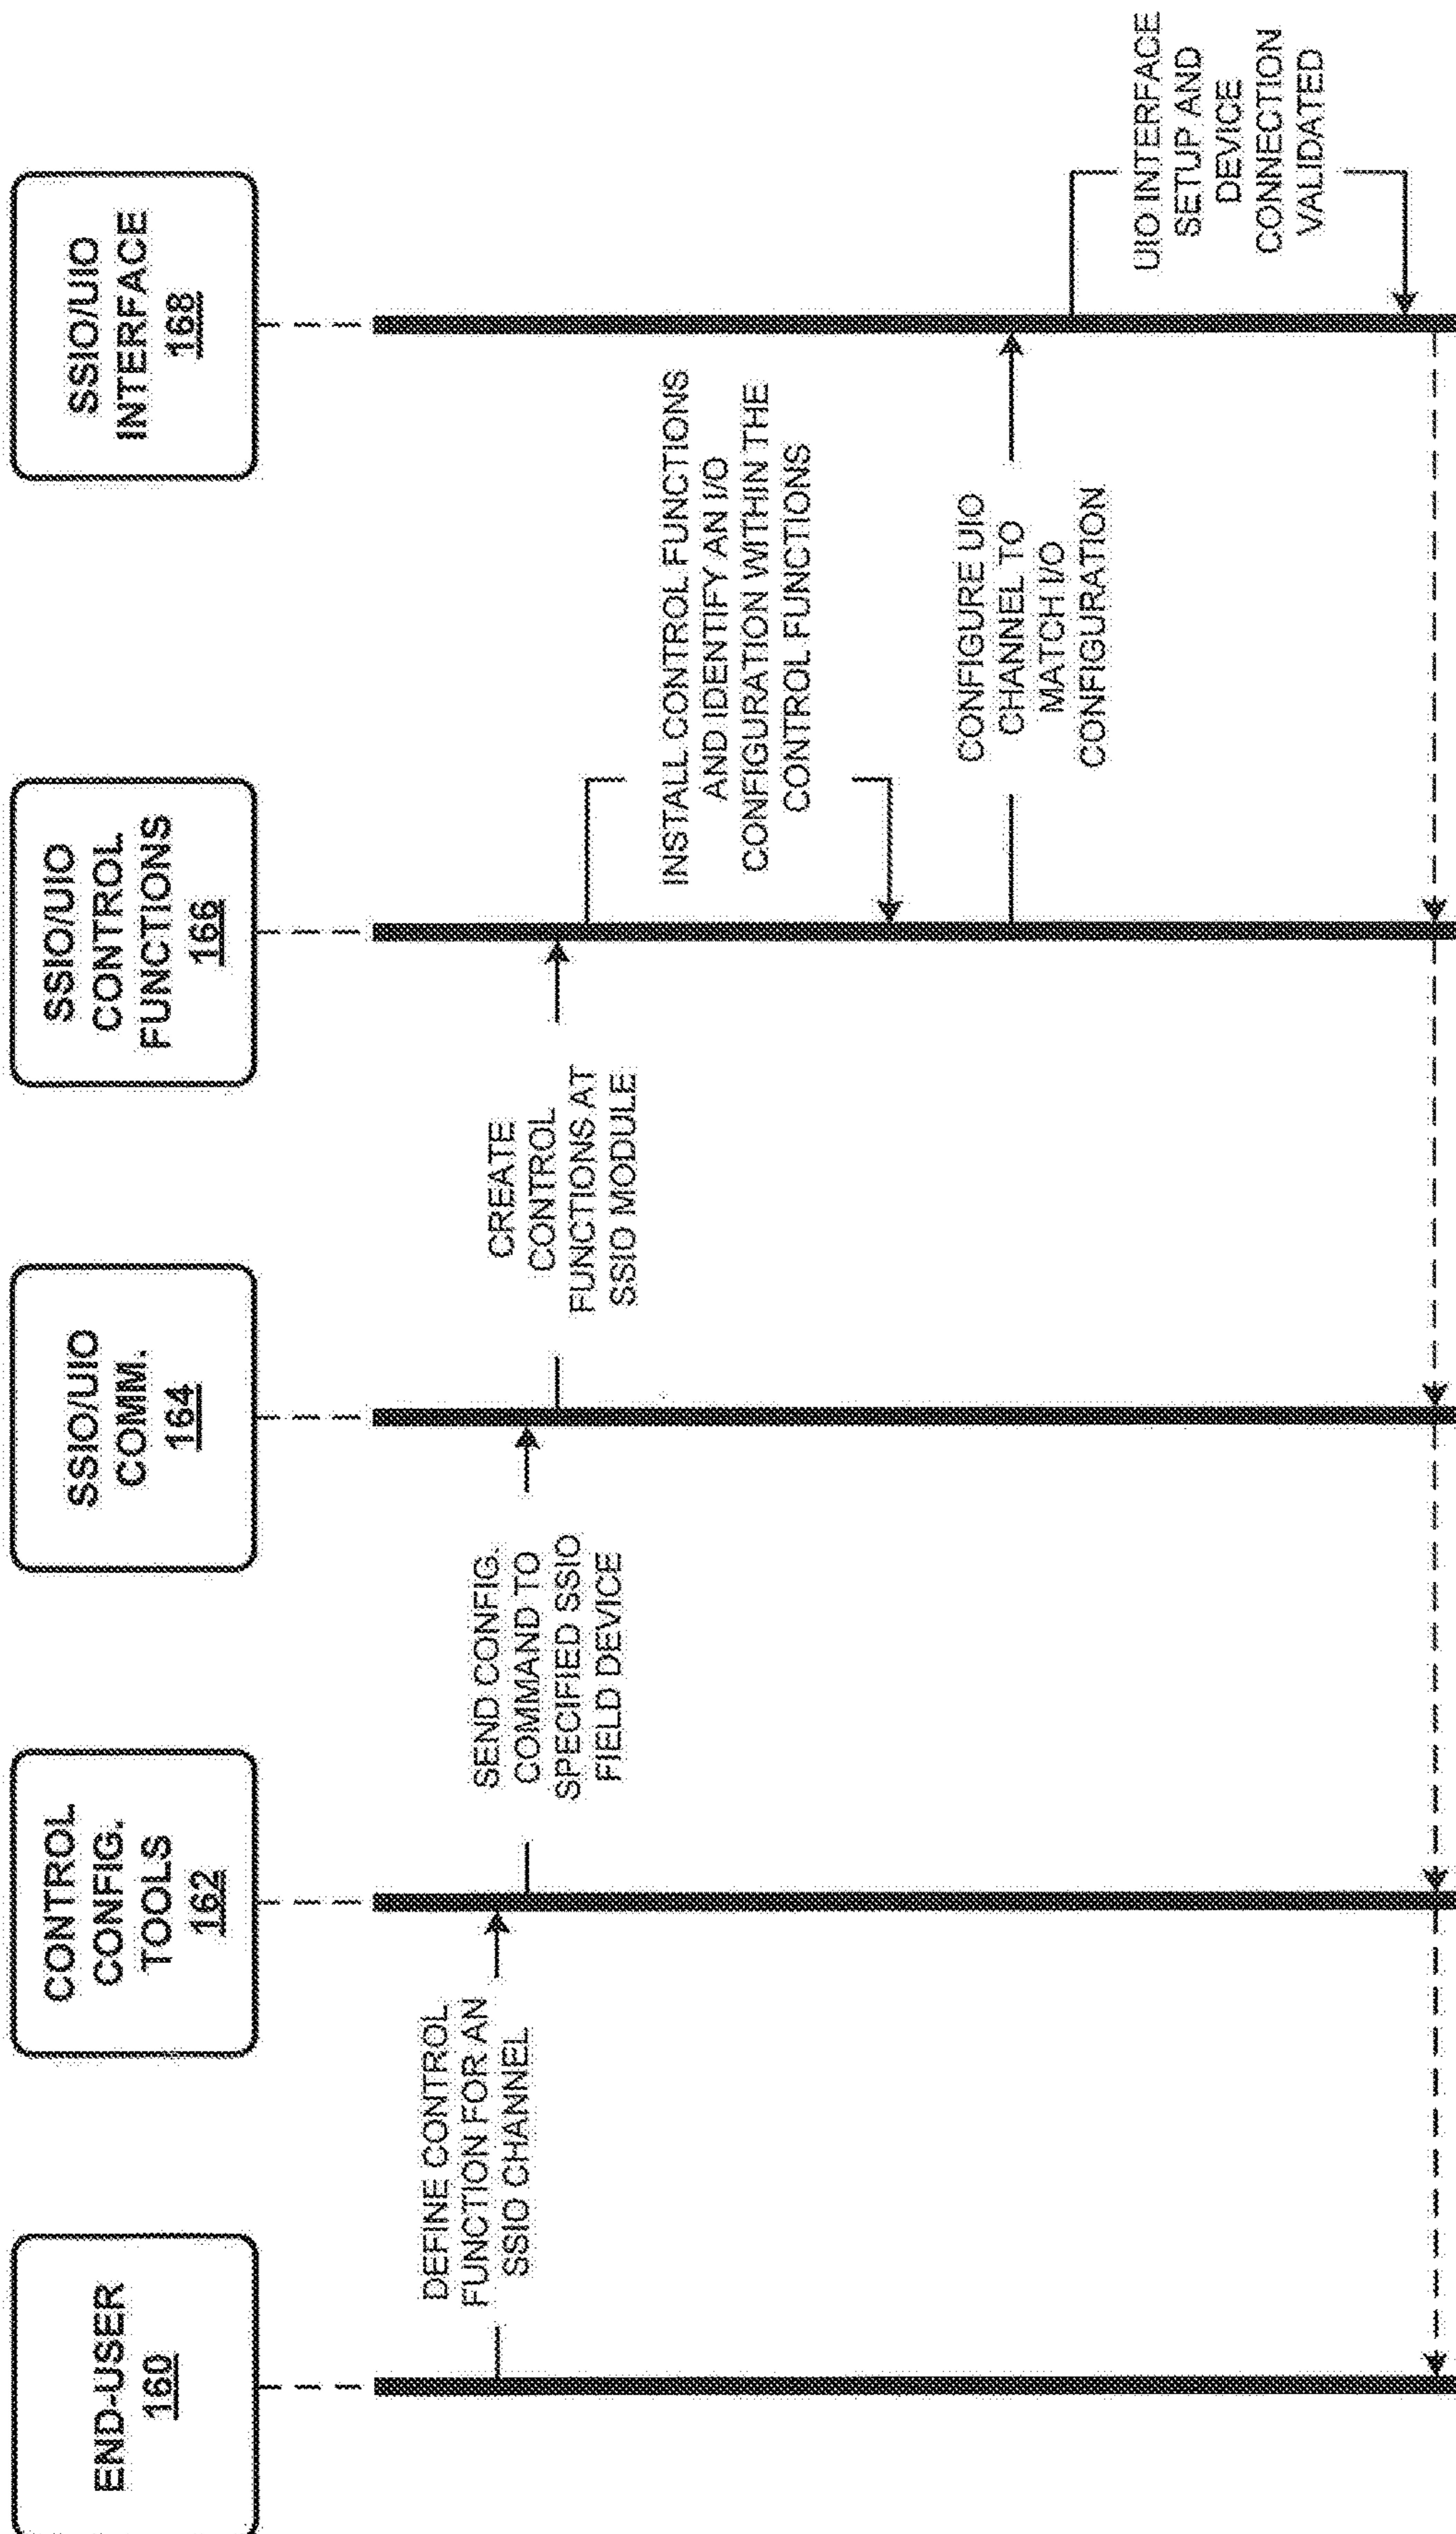 END-USER
160
CONTROL
CONFIG.
TOOLS
162
SSIO/UIO
COMM.
164
SSIO/UIO
CONTROL
FUNCTIONS
166
SSIO/UIO
INTERFACE
168
DEFINE CONTROL
FUNCTION FOR AN
SSIO CHANNEL
SEND CONFIG.
COMMAND TO
SPECIFIED SSIO
FIELD DEVICE
CREATE
CONTROL
FUNCTIONS AT
SSIO MODULE
INSTALL CONTROL FUNCTIONS
AND IDENTIFY AN I/O
CONFIGURATION WITHIN THE
CONTROL FUNCTIONS
CONFIGURE UIO
CHANNEL TO
MATCH I/O
CONFIGURATION
UIO INTERFACE
SETUP AND
DEVICE
CONNECTION
VALIDATED